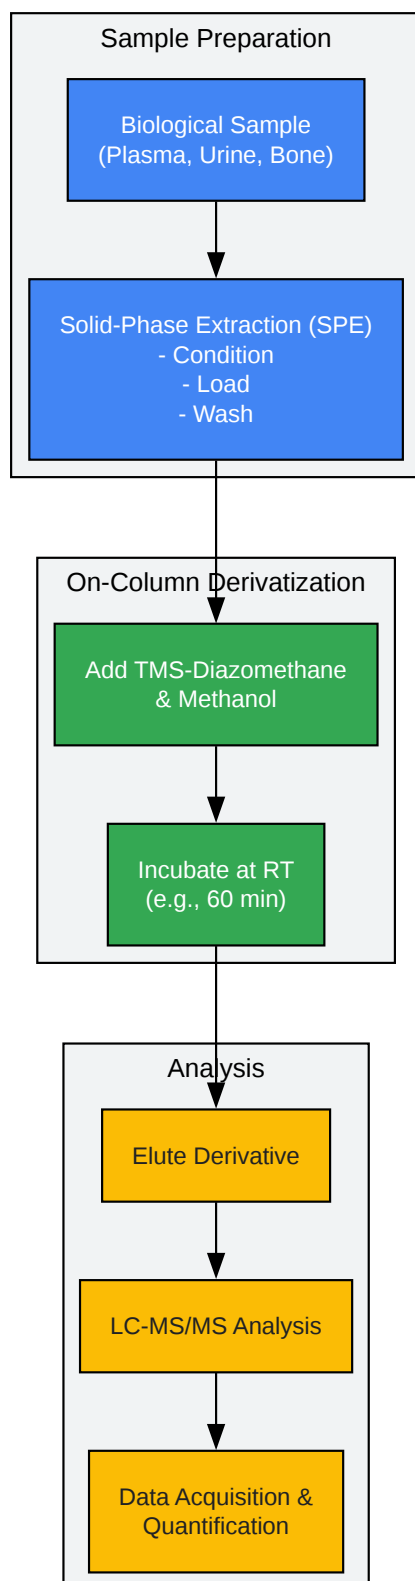 Sample Preparation
Biological Sample
(Plasma, Urine, Bone)
Solid-Phase Extraction (SPE)
- Condition
- Load
- Wash
On-Column Derivatization
Add TMS-Diazomethane
& Methanol
Incubate at RT
(e.g., 60 min)
Analysis
Elute Derivative
LC-MS/MS Analysis
Data Acquisition &
Quantification